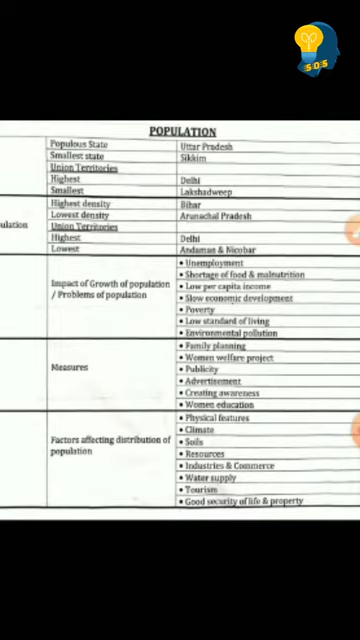 S.O.S
POPULATION
Populous State Uttar Pradesh
Smallest state Sikkim
Union Territories
Highest Delhi
Smallest Lakshadweep
Highest density Bihar
ulation Lowest density Arunachal Pradesh
Union Territories
Highest Delhi
Lowest Andaman & Nicobar
• Unemployment
• Shortage of food & malnutrition
Impact of Growth of population • Low per capita income
/ Problems of population • Slow economic development
• Poverty
• Low standard of living
• Environmental pollution
• Family planning
• Women welfare project
Measures • Publicity
• Advertisement
• Creating awareness
• Women education
• Physical features
• Climate
Factors affecting distribution of • Soils
population • Resources
• Industries & Commerce
• Water supply
• Tourism
• Good security of life & property